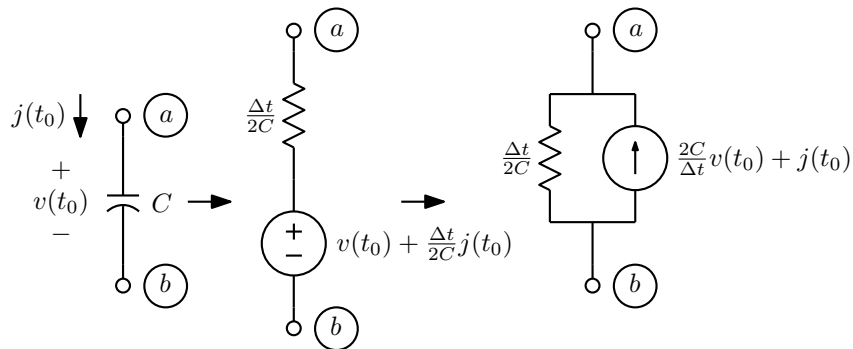 j(t₀)
a
+
v(t₀)
−
C
b
a
Δt/2C
+
−
v(t₀) + Δt/2C j(t₀)
b
a
Δt/2C
2C/Δt v(t₀) + j(t₀)
b